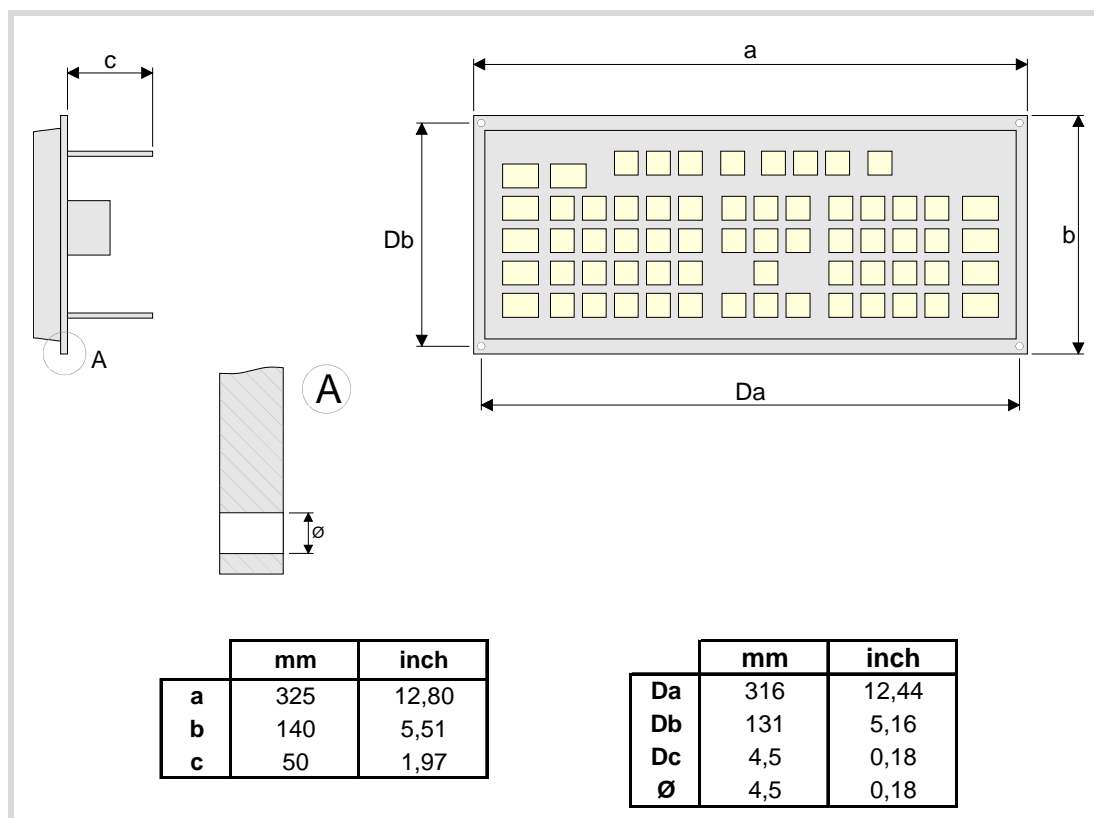 c
a
Db
b
A
Da
A
Ø
mm inch
a 325 12,80
b 140 5,51
c 50 1,97
mm inch
Da 316 12,44
Db 131 5,16
Dc 4,5 0,18
Ø 4,5 0,18